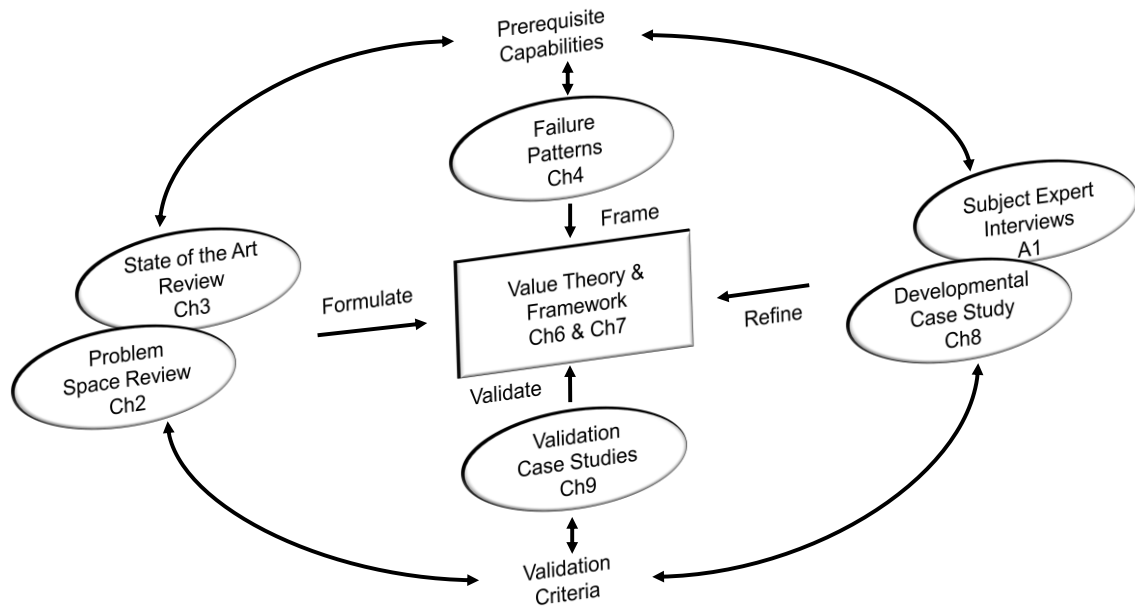 Prerequisite
Capabilities
Failure
Patterns
Ch4
Frame
Subject Expert
Interviews
A1
State of the Art
Review
Ch3
Formulate
Value Theory &
Framework
Ch6 & Ch7
Refine
Developmental
Case Study
Ch8
Problem
Space Review
Ch2
Validate
Validation
Case Studies
Ch9
Validation
Criteria